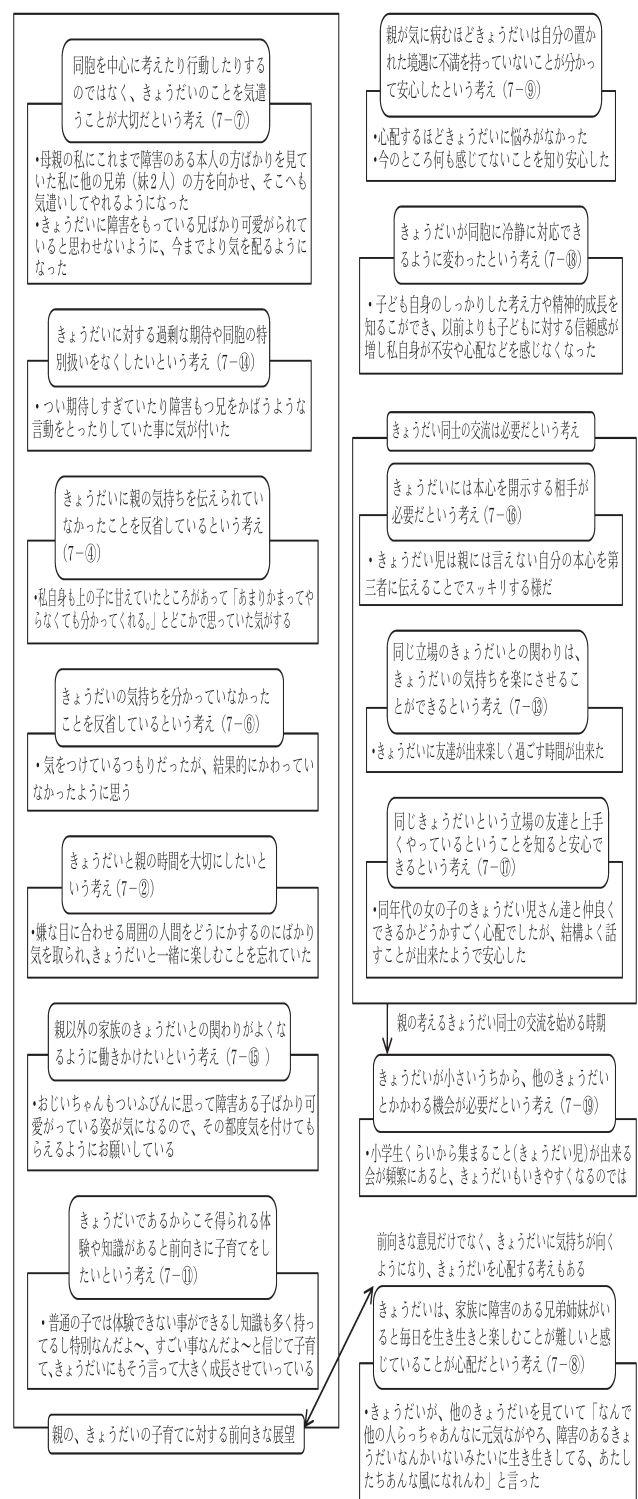 同胞を中心に考えたり行動したりする
のではなく、きょうだいのことを気遣
うことが大切だという考え（7−⑦）
・母親の私にこれまで障害のある本人の方ばかりを見て
いた私に他の兄弟（妹2人）の方を向かせ、そこへも
気遣いしてやれるようになった
・きょうだいに障害をもっている兄ばかり可愛がられて
いると思わせないように、今までより気を配るように
なった
きょうだいに対する過剰な期待や同胞の特
別扱いをなくしたいという考え（7−⑭）
・つい期待しすぎていたり障害もつ兄をかばうような
言動をとったりしていた事に気が付いた
きょうだいに親の気持ちを伝えられてい
なかったことを反省しているという考え
(7−④)
・私自身も上の子に甘えていたところがあって「あまりかまってや
らなくても分かってくれる。」とどこかで思っていた気がする
きょうだいの気持ちを分かっていなかった
ことを反省しているという考え（7−⑥）
・気をつけているつもりだったが、結果的にかわってい
なかったように思う
きょうだいと親の時間を大切にしたいと
いう考え（7−②）
・嫌な目に合わせる周囲の人間をどうにかするのにばかり
気を取られ、きょうだいと一緒に楽しむことを忘れていた
親以外の家族のきょうだいとの関わりがよくな
るように働きかけたいという考え（7−⑮ ）
・おじいちゃんもついふびんに思って障害ある子ばかり可
愛がっている姿が気になるので、その都度気を付けても
らえるようにお願いしている
きょうだいであるからこそ得られる体
験や知識があると前向きに子育てをし
たいという考え（7−⑪）
・普通の子では体験できない事ができるし知識も多く持っ
てるし特別なんだよ〜、すごい事なんだよ〜と信じて子育
て、きょうだいにもそう言って大きく成長させていっている
親の、きょうだいの子育てに対する前向きな展望
親が気に病むほどきょうだいは自分の置か
れた境遇に不満を持っていないことが分かっ
て安心したという考え（7−⑨）
・心配するほどきょうだいに悩みがなかった
・今のところ何も感じてないことを知り安心した
きょうだいが同胞に冷静に対応でき
るように変わったという考え（7−⑱）
・子ども自身のしっかりした考え方や精神的成長を
知るこができ、以前よりも子どもに対する信頼感が
増し私自身が不安や心配などを感じなくなった
きょうだい同士の交流は必要だという考え
きょうだいには本心を開示する相手が
必要だという考え（7−⑯）
・きょうだい児は親には言えない自分の本心を第
三者に伝えることでスッキリする様だ
同じ立場のきょうだいとの関わりは、
きょうだいの気持ちを楽にさせるこ
とができるという考え（7−⑬）
・きょうだいに友達が出来楽しく過ごす時間が出来た
同じきょうだいという立場の友達と上手
くやっているということを知ると安心で
きるという考え（7−⑰）
・同年代の女の子のきょうだい児さん達と仲良く
できるかどうかすごく心配でしたが、結構よく話
すことが出来たようで安心した
親の考えるきょうだい同士の交流を始める時期
きょうだいが小さいうちから、他のきょうだい
とかかわる機会が必要だという考え（7−⑲）
・小学生くらいから集まること（きょうだい児）が出来る
会が頻繁にあると、きょうだいもいきやすくなるのでは
前向きな意見だけでなく、きょうだいに気持ちが向く
ようになり、きょうだいを心配する考えもある
きょうだいは、家族に障害のある兄弟姉妹がい
ると毎日を生き生きと楽しむことが難しいと感
じていることが心配だという考え（7−⑧）
・きょうだいが、他のきょうだいを見ていて「なんで
他の人らっちゃあんなに元気ながやろ、障害のあるきょ
うだいなんかいないみたいに生き生きしてる、あたし
たちあんな風になれんわ」と言った